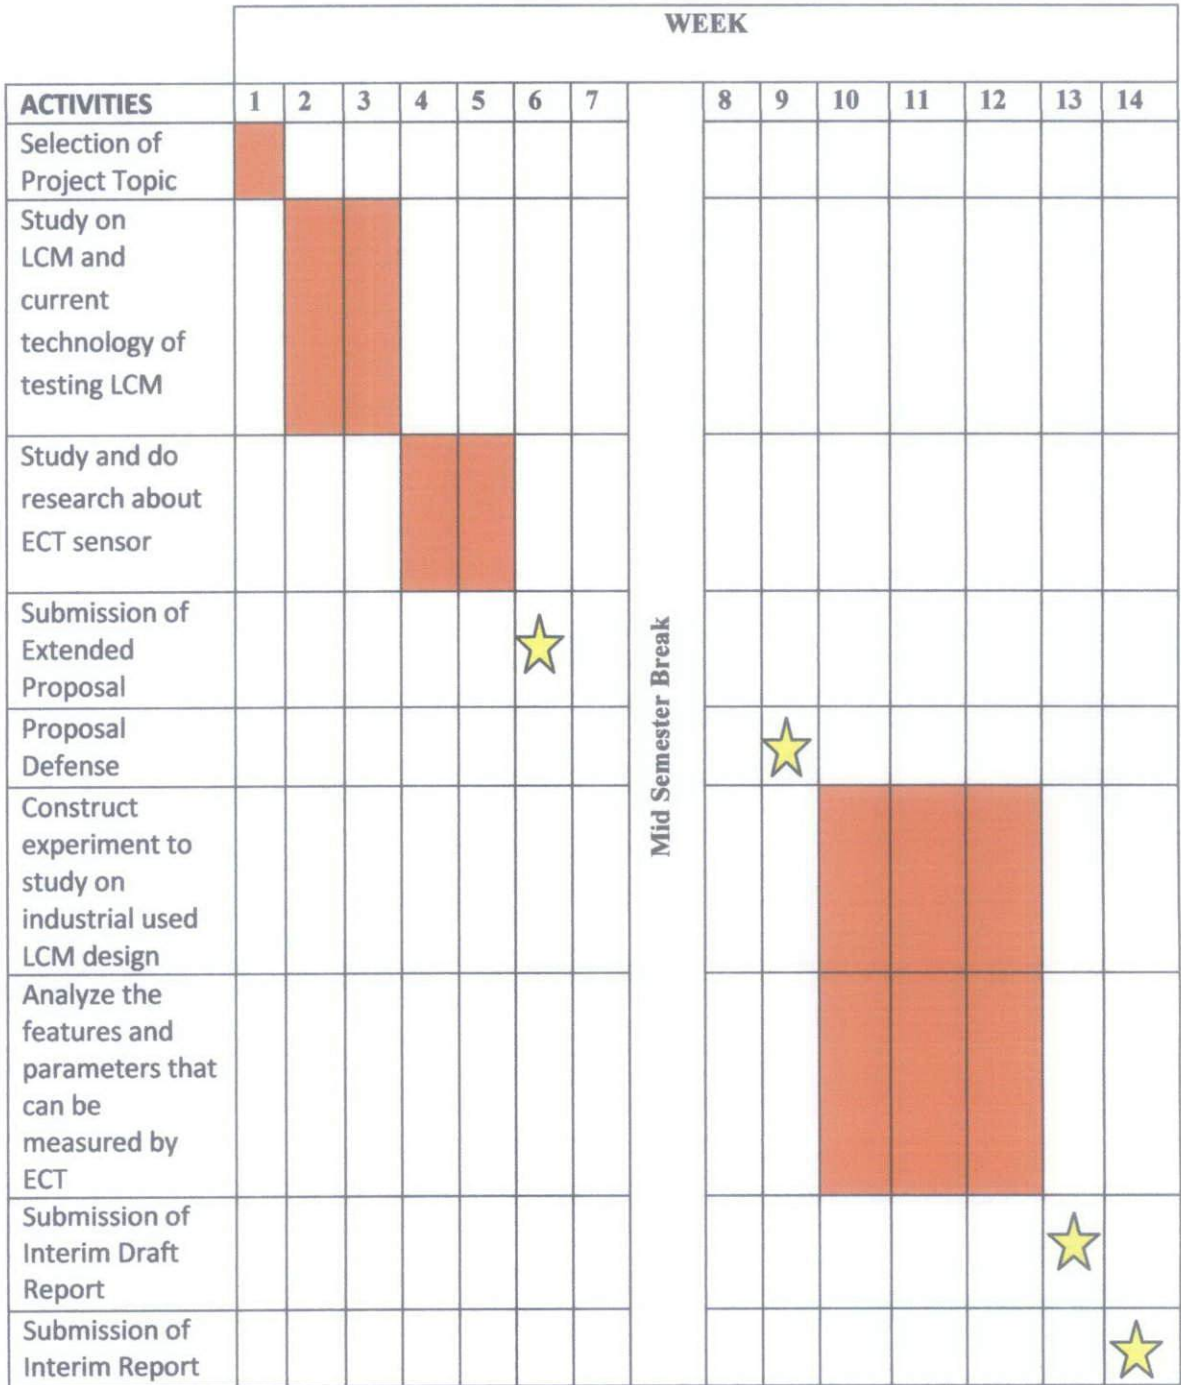 WEEK
ACTIVITIES 1 2 3 4 5 6 7 8 9 10 11 12 13 14
Selection of
Project Topic
Study on
LCM and
current
technology of
testing LCM
Study and do
research about
ECT sensor
Submission of
Extended
Proposal
Mid Semester Break
Proposal
Defense
Construct
experiment to
study on
industrial used
LCM design
Analyze the
features and
parameters that
can be
measured by
ECT
Submission of
Interim Draft
Report
Submission of
Interim Report